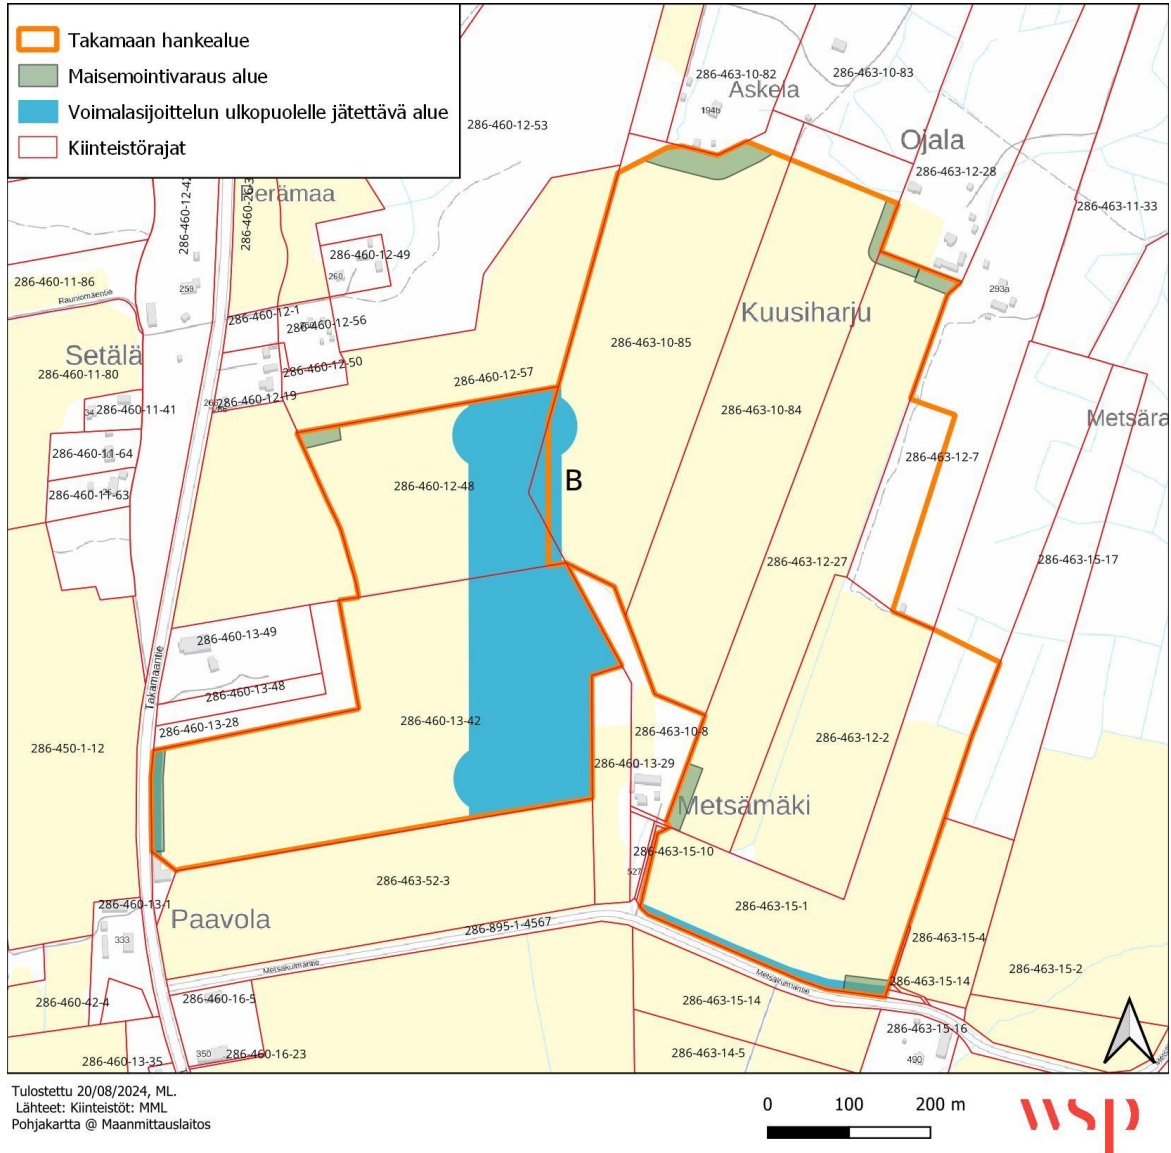 Takamaan hankealue
Maisemointivaraus alue
Voimalasijoittelun ulkopuolelle jätettävä alue
Kiinteistörajat
286-460-12-53
286-463-10-82
286-463-10-83
Askela
194b
Ojala
286-463-12-28
286-463-11-33
Perämaa
286-460-12-49
260
286-460-11-86
Rauniomäentie
259
286-460-12-1
286-460-12-56
293a
Kuusiharju
Setälä
286-460-11-80
286-460-12-50
286-460-12-57
286-463-10-85
286-460-12-19
34
286-460-11-41
286-463-10-84
Metsära
286-460-11-64
286-463-12-7
286-460-11-63
286-460-12-48
B
286-463-12-27
286-463-15-17
286-460-13-49
Takamaantie
286-460-13-48
286-460-13-28
286-460-13-42
286-463-10-8
286-463-12-2
286-450-1-12
286-460-13-29
Metsämäki
286-463-15-10
527
286-463-52-3
286-460-13-1
Paavola
286-463-15-1
286-895-1-4567
333
286-463-15-4
Metsäkulmantie
Metsäkulmantie
286-463-15-2
286-463-15-14
286-460-42-4
286-460-16-5
286-463-15-14
286-463-15-16
350
286-460-16-23
286-463-14-5
490
286-460-13-35
Tulostettu 20/08/2024, ML.
Lähteet: Kiinteistöt: MML
Pohjakartta @ Maanmittauslaitos
0 100 200 m
wsp